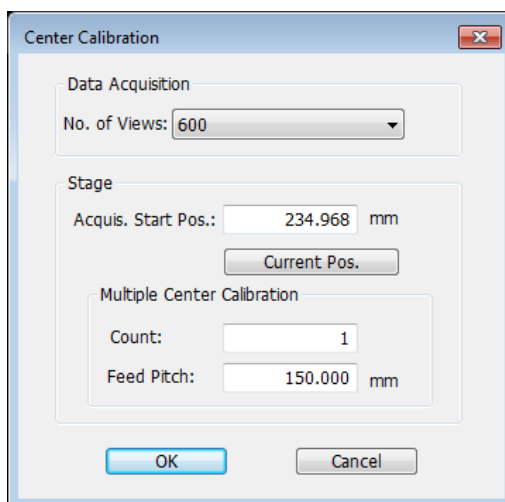 Center Calibration
Data Acquisition
No. of Views: 600
Stage
Acquis. Start Pos.: 234.968 mm
Current Pos.
Multiple Center Calibration
Count: 1
Feed Pitch: 150.000 mm
OK Cancel